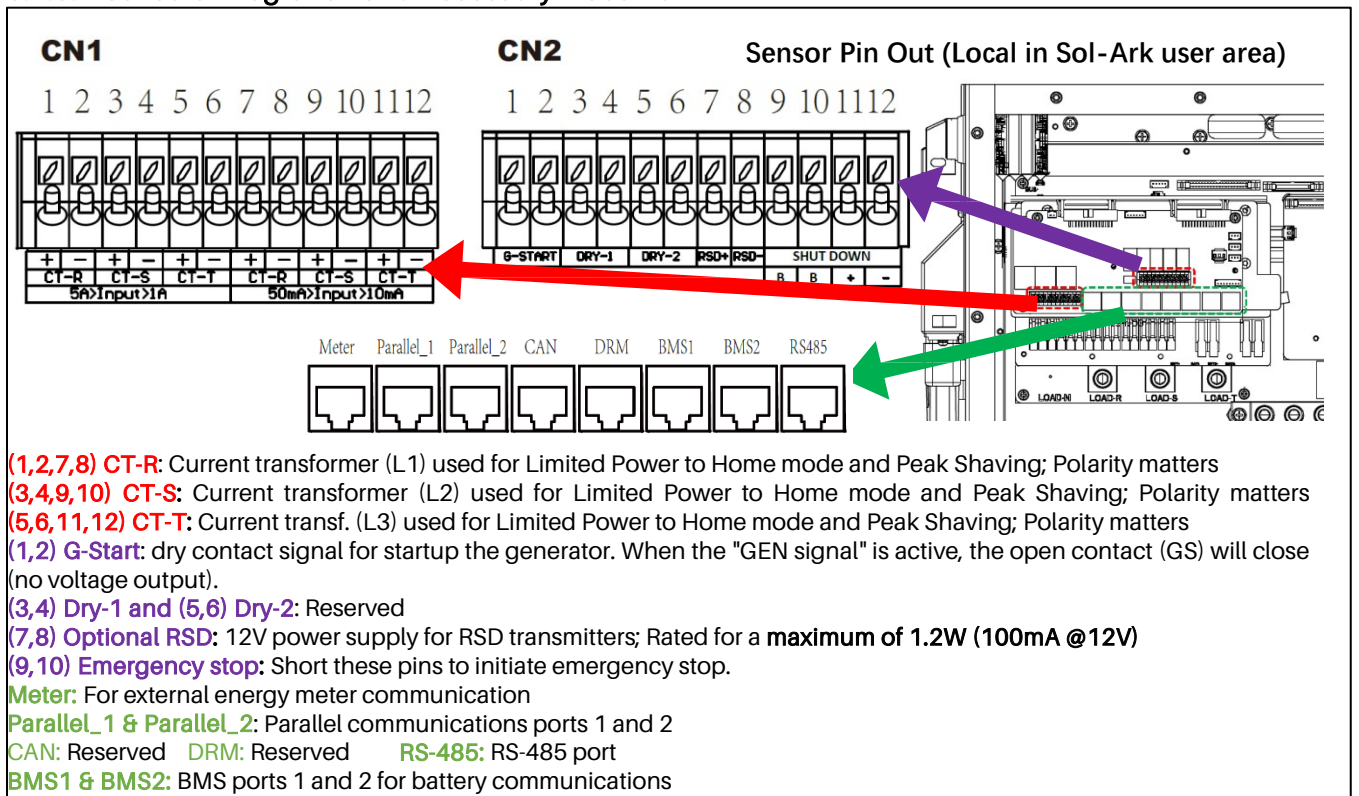 CN1
CN2
Sensor Pin Out (Local in Sol-Ark user area)
1 2 3 4 5 6 7 8 9 10 11 12
1 2 3 4 5 6 7 8 9 10 11 12
+ − + − + − + − + −
CT-R CT-S CT-T CT-R CT-S CT-T
5A>Input>1A 50mA>Input>10mA
G-START DRY-1 DRY-2 RSD+ RSD- SHUT DOWN
B B + −
Meter Parallel_1 Parallel_2 CAN DRM BMS1 BMS2 RS485
LOAD-N LOAD-R LOAD-S LOAD-T
(1,2,7,8) CT-R: Current transformer (L1) used for Limited Power to Home mode and Peak Shaving; Polarity matters
(3,4,9,10) CT-S: Current transformer (L2) used for Limited Power to Home mode and Peak Shaving; Polarity matters
(5,6,11,12) CT-T: Current transf. (L3) used for Limited Power to Home mode and Peak Shaving; Polarity matters
(1,2) G-Start: dry contact signal for startup the generator. When the "GEN signal" is active, the open contact (GS) will close
(no voltage output).
(3,4) Dry-1 and (5,6) Dry-2: Reserved
(7,8) Optional RSD: 12V power supply for RSD transmitters; Rated for a maximum of 1.2W (100mA @12V)
(9,10) Emergency stop: Short these pins to initiate emergency stop.
Meter: For external energy meter communication
Parallel_1 & Parallel_2: Parallel communications ports 1 and 2
CAN: Reserved DRM: Reserved RS-485: RS-485 port
BMS1 & BMS2: BMS ports 1 and 2 for battery communications